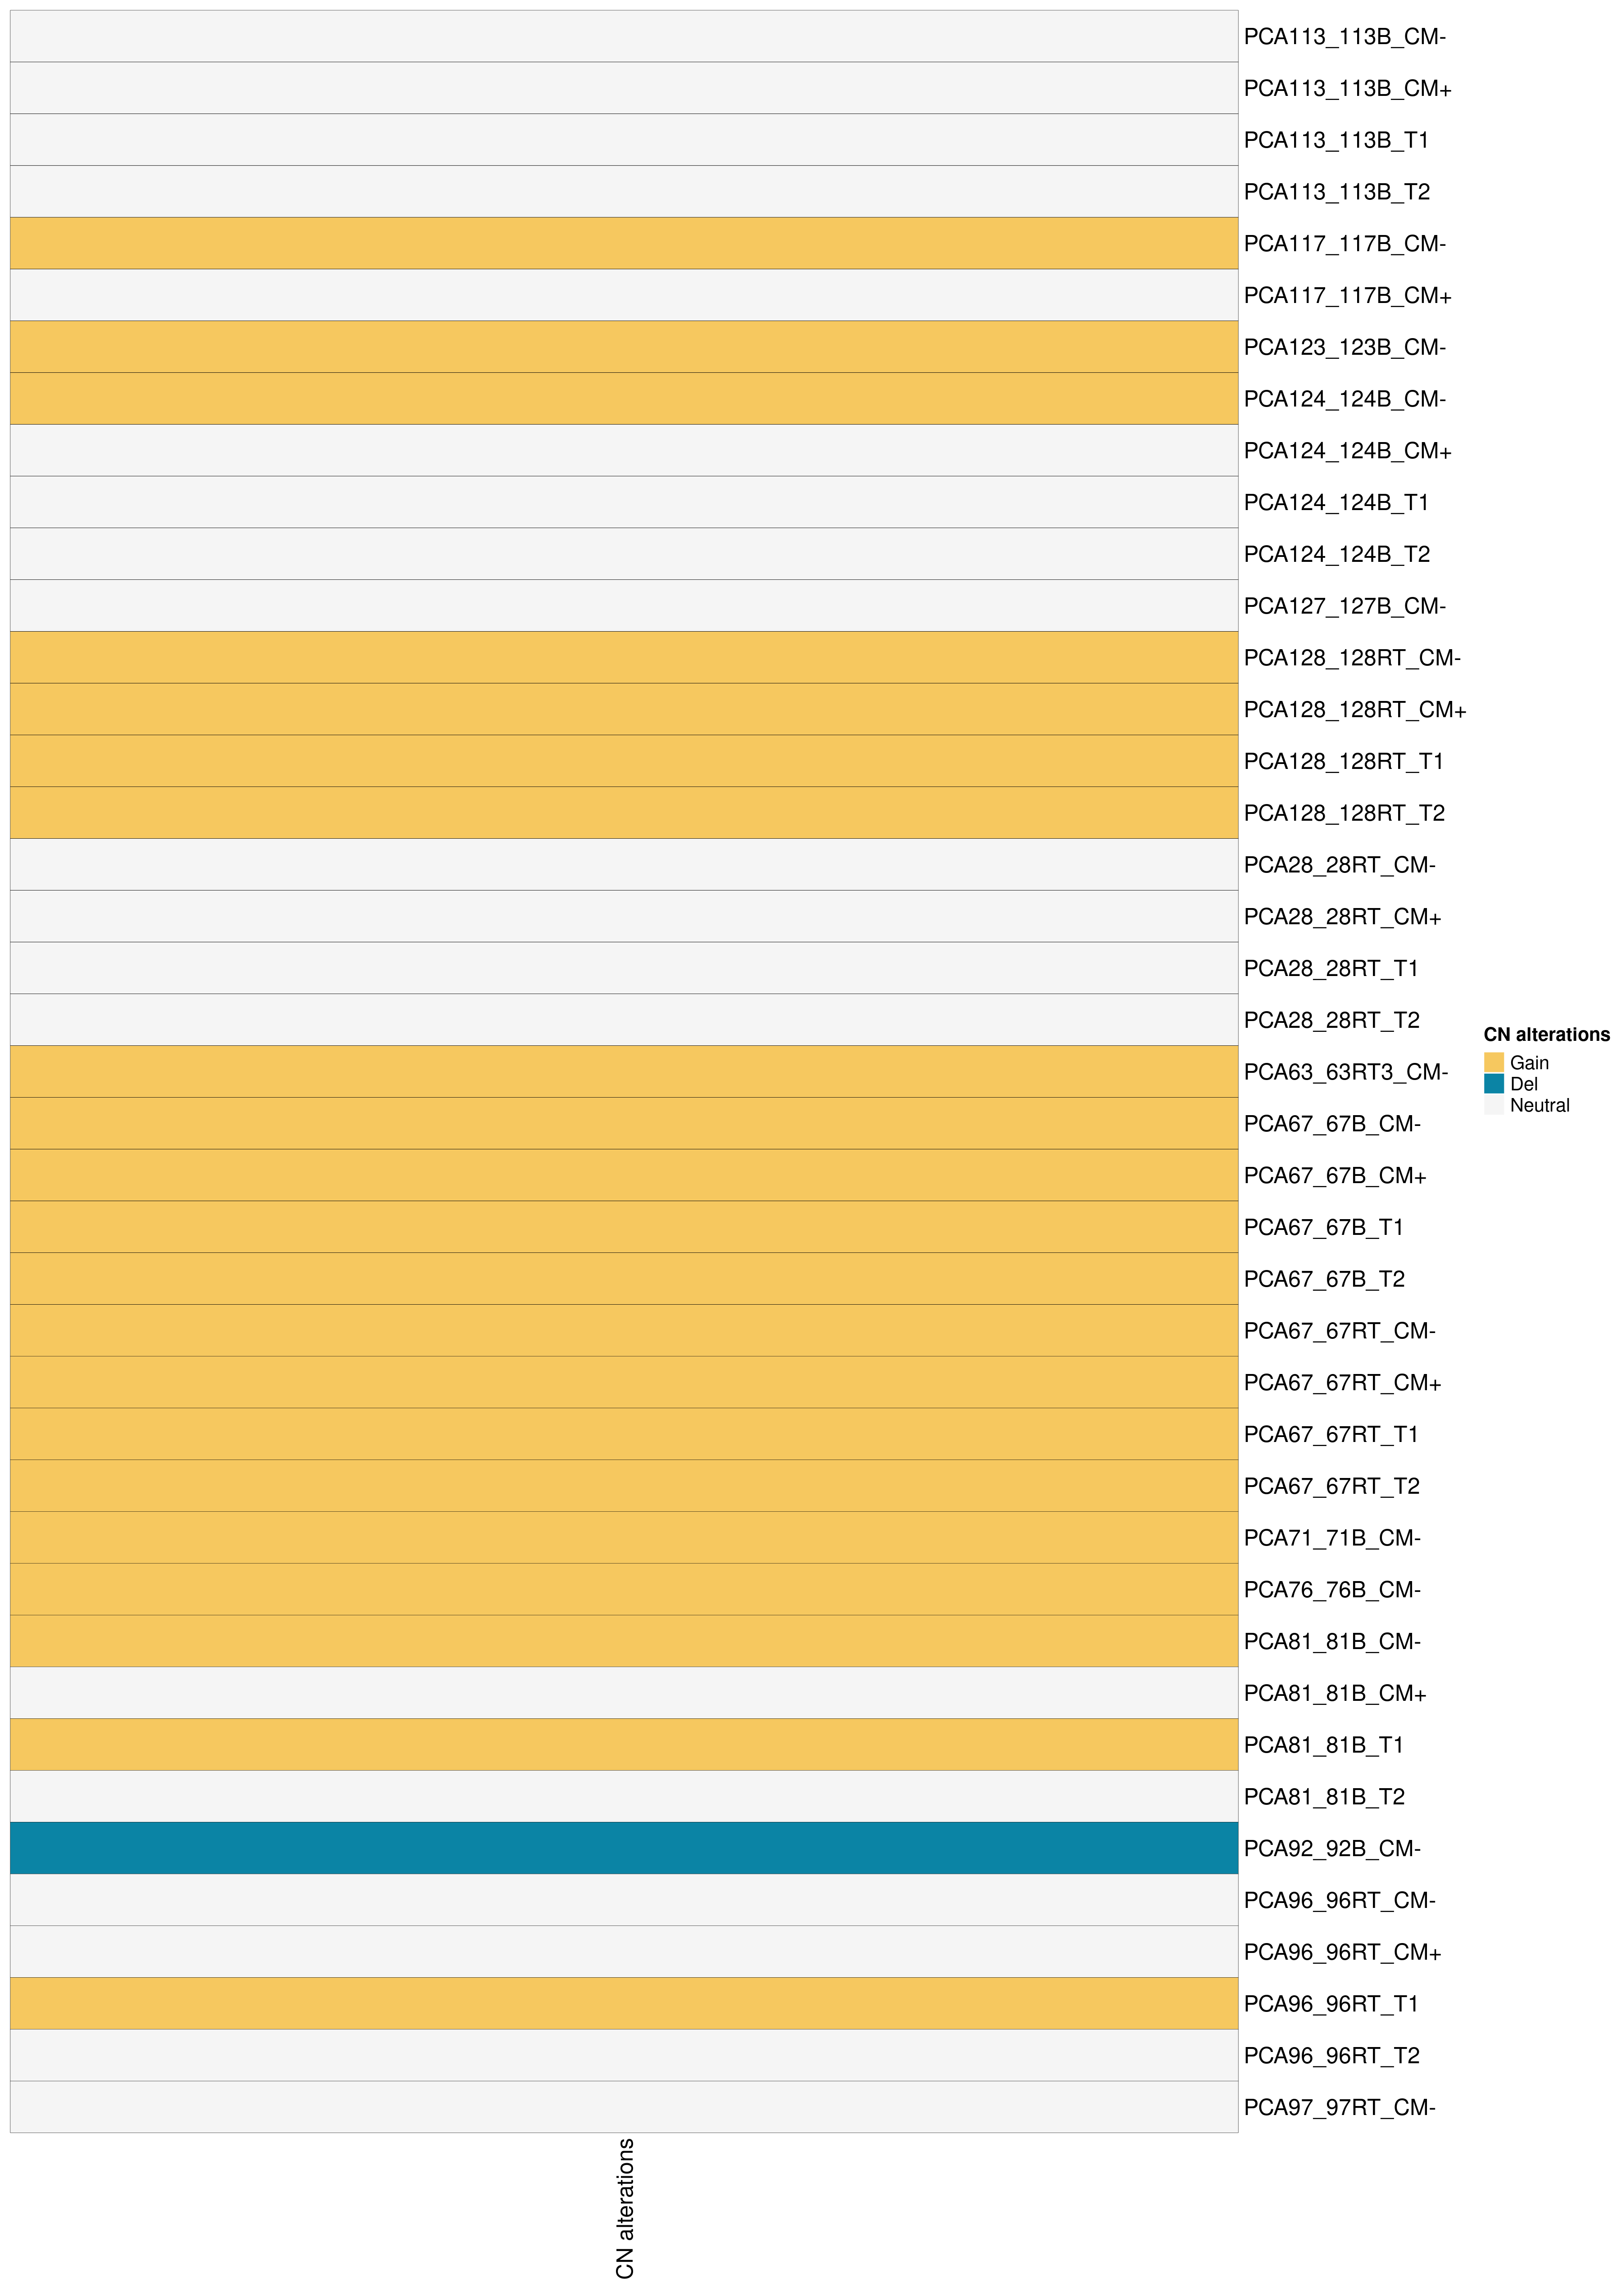 PCA113_113B_CM-
PCA113_113B_CM+
PCA113_113B_T1
PCA113_113B_T2
PCA117_117B_CM-
PCA117_117B_CM+
PCA123_123B_CM-
PCA124_124B_CM-
PCA124_124B_CM+
PCA124_124B_T1
PCA124_124B_T2
PCA127_127B_CM-
PCA128_128RT_CM-
PCA128_128RT_CM+
PCA128_128RT_T1
PCA128_128RT_T2
PCA28_28RT_CM-
PCA28_28RT_CM+
PCA28_28RT_T1
PCA28_28RT_T2
PCA63_63RT3_CM-
PCA67_67B_CM-
PCA67_67B_CM+
PCA67_67B_T1
PCA67_67B_T2
PCA67_67RT_CM-
PCA67_67RT_CM+
PCA67_67RT_T1
PCA67_67RT_T2
PCA71_71B_CM-
PCA76_76B_CM-
PCA81_81B_CM-
PCA81_81B_CM+
PCA81_81B_T1
PCA81_81B_T2
PCA92_92B_CM-
PCA96_96RT_CM-
PCA96_96RT_CM+
PCA96_96RT_T1
PCA96_96RT_T2
PCA97_97RT_CM-
CN alterations
Gain
Del
Neutral
CN alterations